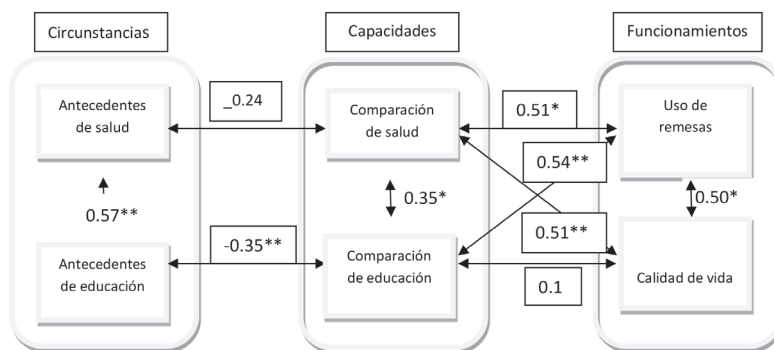 Circunstancias
Capacidades
Funcionamientos
Antecedentes
de salud
_0.24
Comparación
de salud
0.51*
Uso de
remesas
0.54**
0.57**
0.35*
0.50*
0.51**
-0.35**
Antecedentes
de educación
Comparación
de educación
0.1
Calidad de vida